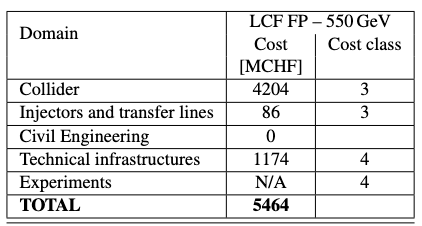 Domain LCF FP – 550 GeV
Cost Cost class
[MCHF]
Collider 4204 3
Injectors and transfer lines 86 3
Civil Engineering 0
Technical infrastructures 1174 4
Experiments N/A 4
TOTAL 5464